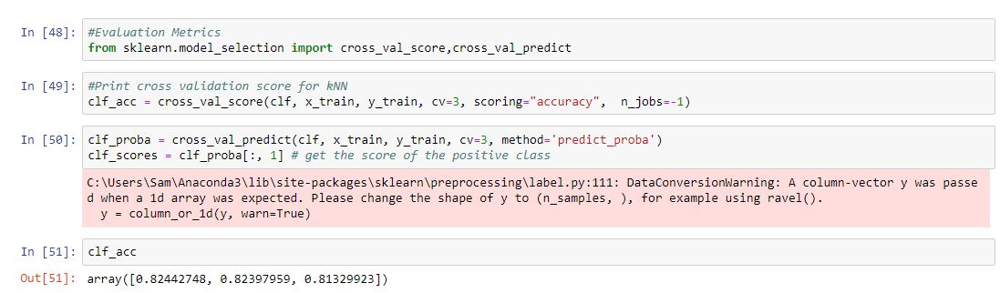 In [48]: #Evaluation Metrics
from sklearn.model_selection import cross_val_score,cross_val_predict
In [49]: #Print cross validation score for kNN
clf_acc = cross_val_score(clf, x_train, y_train, cv=3, scoring="accuracy",  n_jobs=-1)
In [50]: clf_proba = cross_val_predict(clf, x_train, y_train, cv=3, method='predict_proba')
clf_scores = clf_proba[:, 1] # get the score of the positive class
C:\Users\Sam\Anaconda3\lib\site-packages\sklearn\preprocessing\label.py:111: DataConversionWarning: A column-vector y was passe
d when a 1d array was expected. Please change the shape of y to (n_samples, ), for example using ravel().
  y = column_or_1d(y, warn=True)
In [51]: clf_acc
Out[51]: array([0.82442748, 0.82397959, 0.81329923])